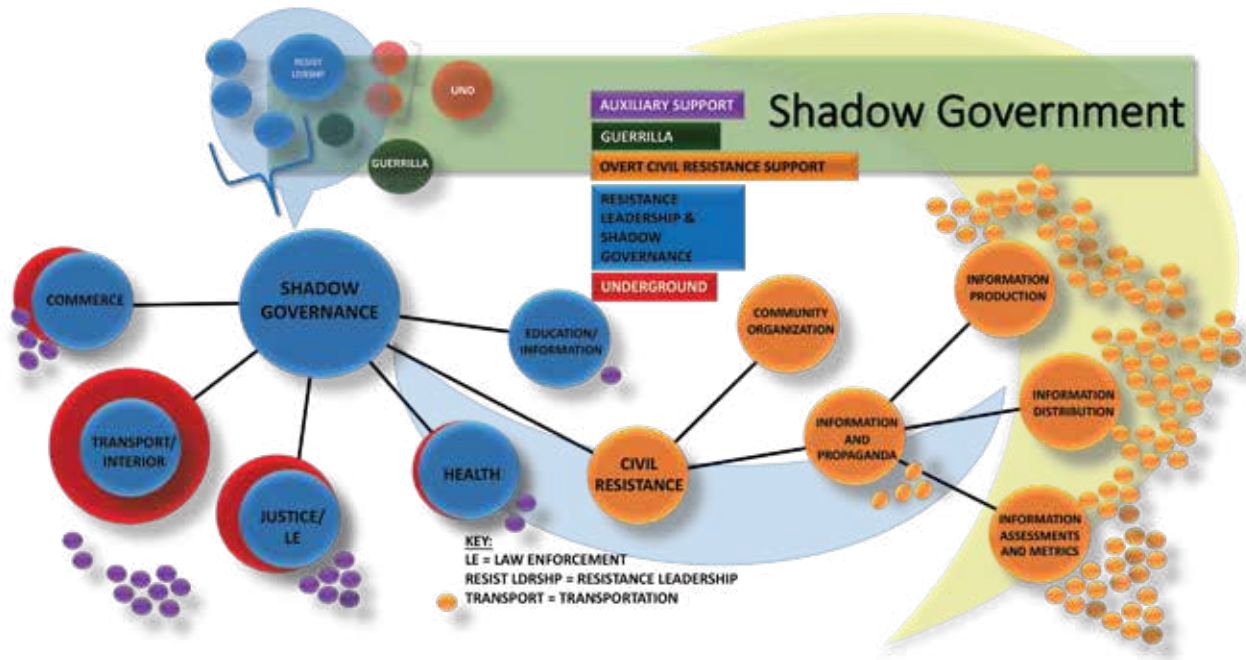 RESIST
LDRSHP
UND
GUERRILLA
Shadow Government
AUXILIARY SUPPORT
GUERRILLA
OVERT CIVIL RESISTANCE SUPPORT
RESISTANCE
LEADERSHIP &
SHADOW
GOVERNANCE
UNDERGROUND
COMMERCE
SHADOW
GOVERNANCE
EDUCATION/
INFORMATION
COMMUNITY
ORGANIZATION
INFORMATION
PRODUCTION
TRANSPORT/
INTERIOR
JUSTICE/
LE
HEALTH
CIVIL
RESISTANCE
INFORMATION
AND
PROPAGANDA
INFORMATION
DISTRIBUTION
INFORMATION
ASSESSMENTS
AND METRICS
KEY:
LE = LAW ENFORCEMENT
RESIST LDRSHP = RESISTANCE LEADERSHIP
TRANSPORT = TRANSPORTATION